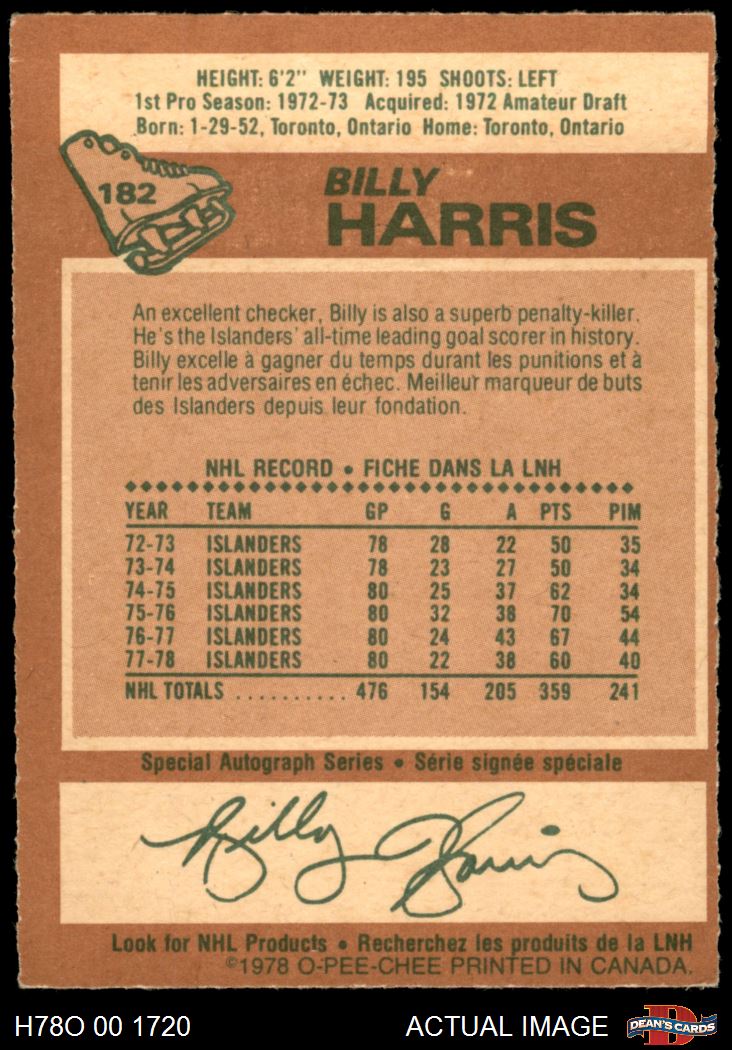 HEIGHT: 6'2" WEIGHT: 195 SHOOTS: LEFT
1st Pro Season: 1972-73 Acquired: 1972 Amateur Draft
Born: 1-29-52, Toronto, Ontario Home: Toronto, Ontario
182
BILLY
HARRIS
An excellent checker, Billy is also a superb penalty-killer.
He's the Islanders' all-time leading goal scorer in history.
Billy excelle à gagner du temps durant les punitions et à
tenir les adversaires en échec. Meilleur marqueur de buts
des Islanders depuis leur fondation.
NHL RECORD • FICHE DANS LA LNH
YEAR TEAM GP G A PTS PIM
72-73 ISLANDERS 78 28 22 50 35
73-74 ISLANDERS 78 23 27 50 34
74-75 ISLANDERS 80 25 37 62 34
75-76 ISLANDERS 80 32 38 70 54
76-77 ISLANDERS 80 24 43 67 44
77-78 ISLANDERS 80 22 38 60 40
NHL TOTALS .......... 476 154 205 359 241
Special Autograph Series • Série signée spéciale
Billy Harris
Look for NHL Products • Recherchez les produits de la LNH
©1978 O-PEE-CHEE PRINTED IN CANADA.
H78O 00 1720 ACTUAL IMAGE D DEAN'S CARDS